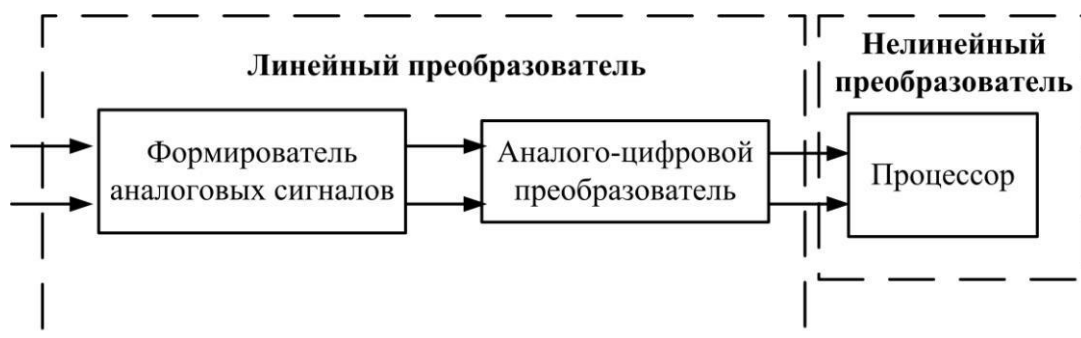 Линейный преобразователь
Нелинейный
преобразователь
Формирователь
аналоговых сигналов
Аналого-цифровой
преобразователь
Процессор